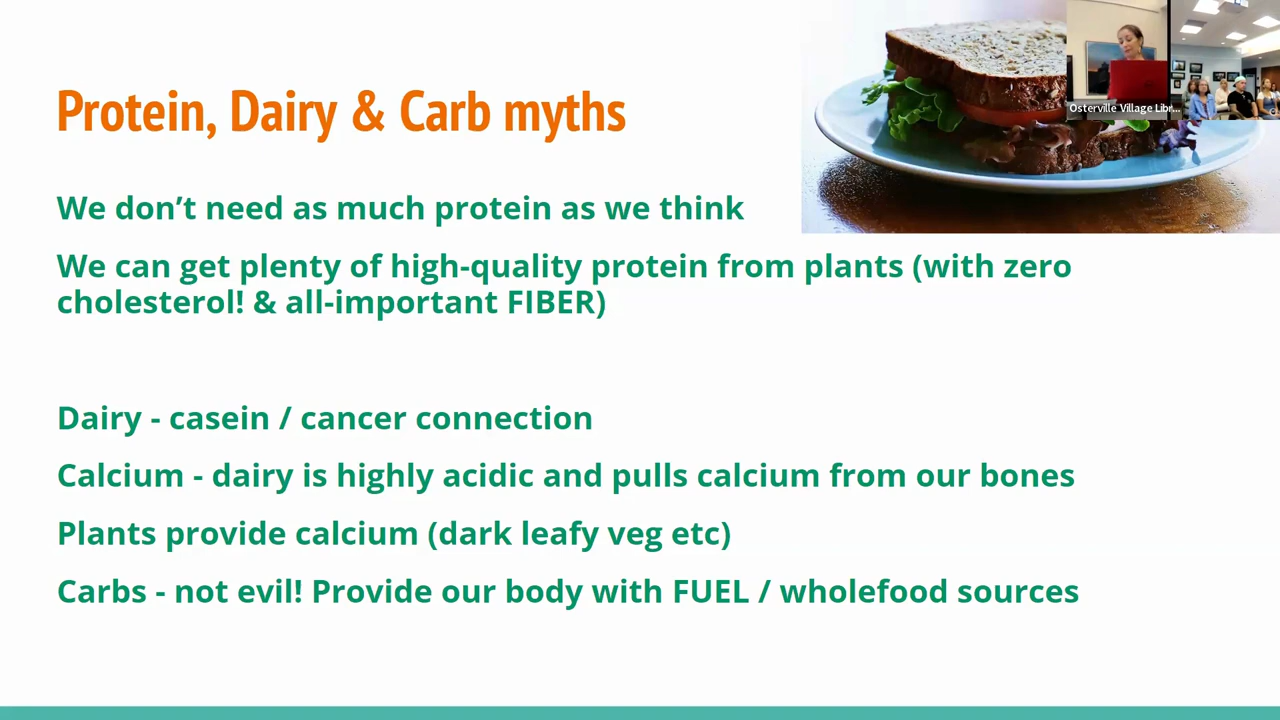 Protein, Dairy & Carb myths
Osterville Village Libr...
We don’t need as much protein as we think
We can get plenty of high-quality protein from plants (with zero
cholesterol! & all-important FIBER)
Dairy - casein / cancer connection
Calcium - dairy is highly acidic and pulls calcium from our bones
Plants provide calcium (dark leafy veg etc)
Carbs - not evil! Provide our body with FUEL / wholefood sources